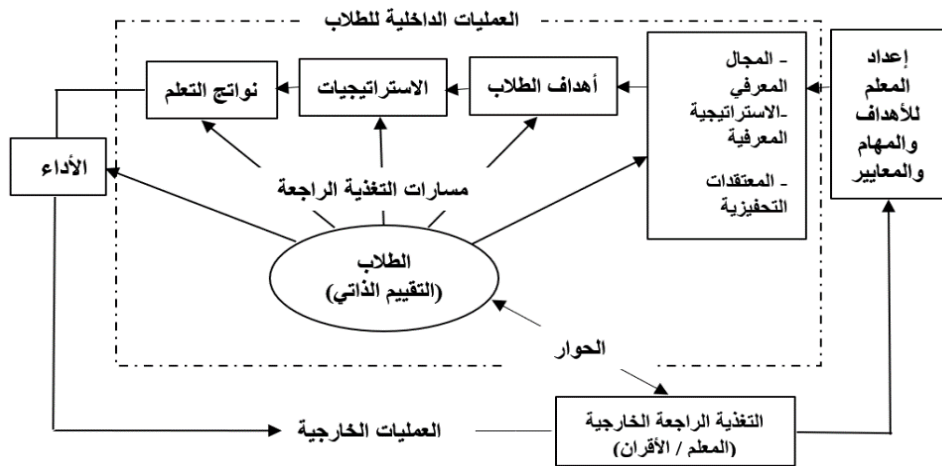 العمليات الداخلية للطلاب
إعداد
المعلم
للأهداف
والمهام
والمعايير
- المجال
المعرفي
-الاستراتيجية
المعرفية
- المعتقدات
التحفيزية
أهداف الطلاب
الاستراتيجيات
نواتج التعلم
الأداء
مسارات التغذية الراجعة
الطلاب
(التقييم الذاتي)
الحوار
التغذية الراجعة الخارجية
(المعلم / الأقران)
العمليات الخارجية